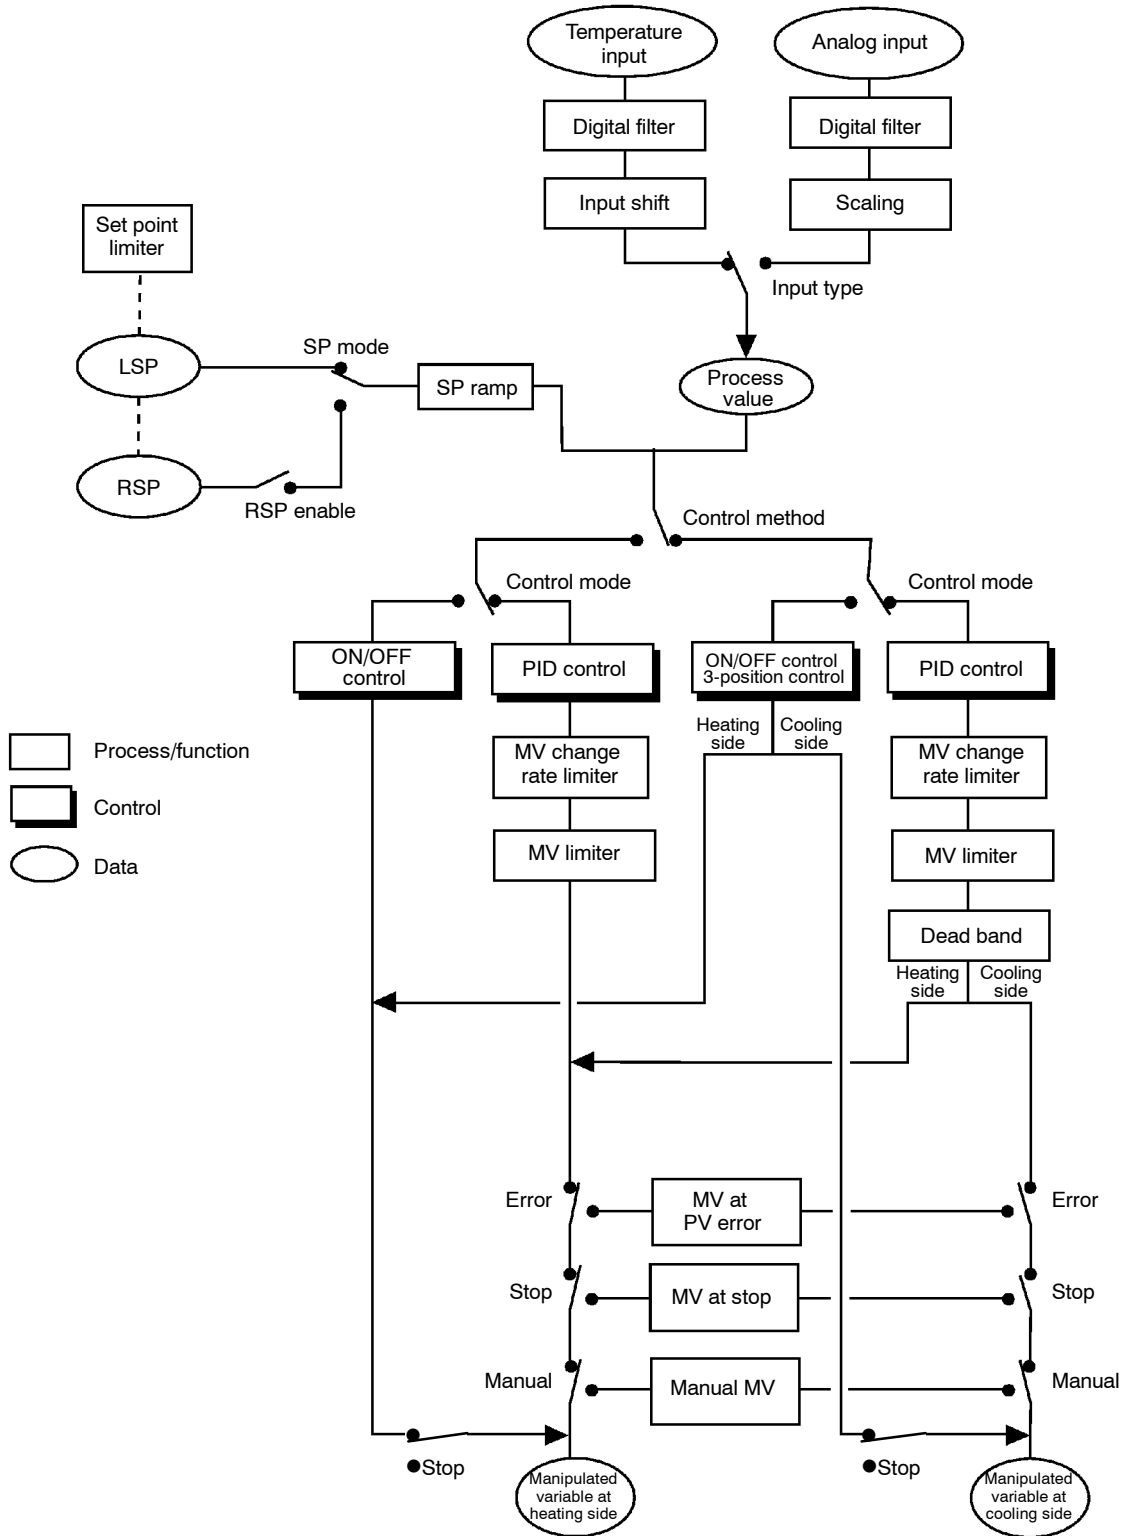 Temperature
input
Analog input
Digital filter
Digital filter
Input shift
Scaling
Set point
limiter
Input type
SP mode
LSP
SP ramp
Process
value
RSP
RSP enable
Control method
Control mode
Control mode
ON/OFF
control
PID control
ON/OFF control
3-position control
PID control
Heating
side
Cooling
side
Process/function
MV change
rate limiter
MV change
rate limiter
Control
MV limiter
MV limiter
Data
Dead band
Heating
side
Cooling
side
Error
MV at
PV error
Error
Stop
MV at stop
Stop
Manual
Manual MV
Manual
Stop
Stop
Manipulated
variable at
heating side
Manipulated
variable at
cooling side